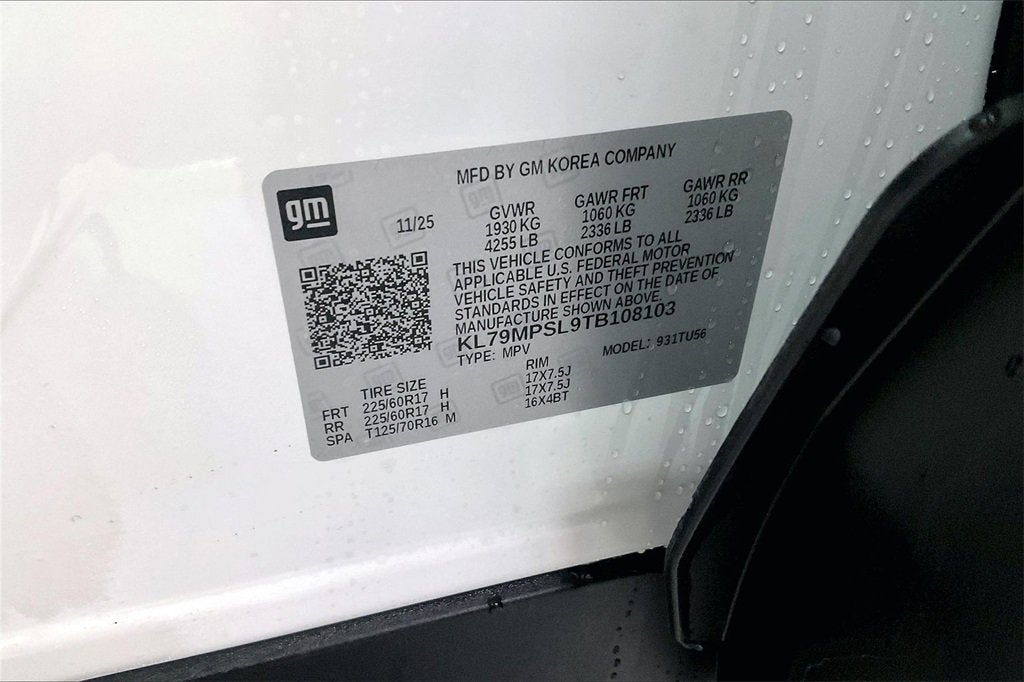 MFD BY GM KOREA COMPANY
gm
11/25
GVWR GAWR FRT GAWR RR
1930 KG 1060 KG 1060 KG
4255 LB 2336 LB 2336 LB
THIS VEHICLE CONFORMS TO ALL
APPLICABLE U.S. FEDERAL MOTOR
VEHICLE SAFETY AND THEFT PREVENTION
STANDARDS IN EFFECT ON THE DATE OF
MANUFACTURE SHOWN ABOVE.
KL79MPSL9TB108103
TYPE: MPV MODEL: 931TU56
TIRE SIZE RIM
FRT 225/60R17 H 17X7.5J
RR 225/60R17 H 17X7.5J
SPA T125/70R16 M 16X4BT